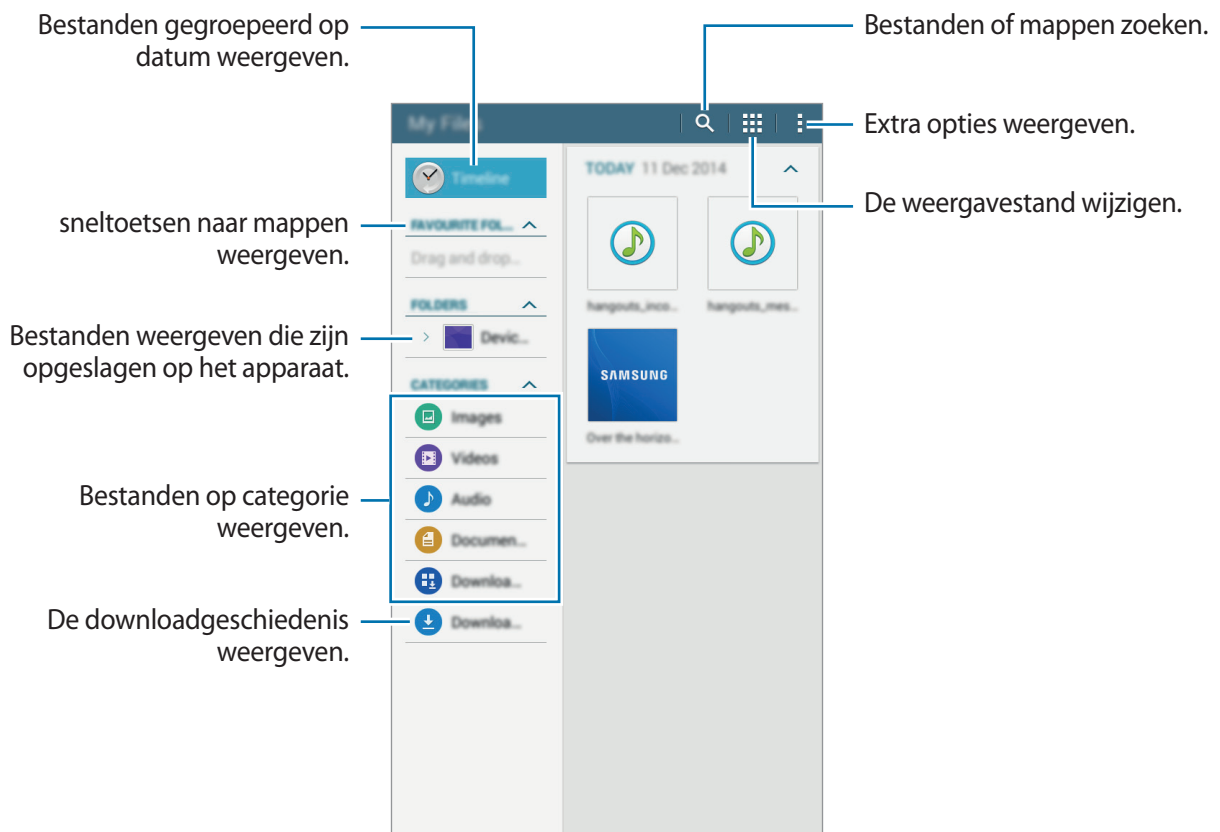 Bestanden gegroepeerd op
datum weergeven.
Bestanden of mappen zoeken.
My Files
Extra opties weergeven.
Timeline
TODAY 11 Dec 2014
De weergavestand wijzigen.
sneltoetsen naar mappen
weergeven.
FAVOURITE FOL...
Drag and drop...
FOLDERS
hangouts_inco...
hangouts_mes...
Bestanden weergeven die zijn
opgeslagen op het apparaat.
Devic...
SAMSUNG
CATEGORIES
Images
Over the horizo...
Videos
Bestanden op categorie
weergeven.
Audio
Documen...
Downloa...
De downloadgeschiedenis
weergeven.
Downloa...